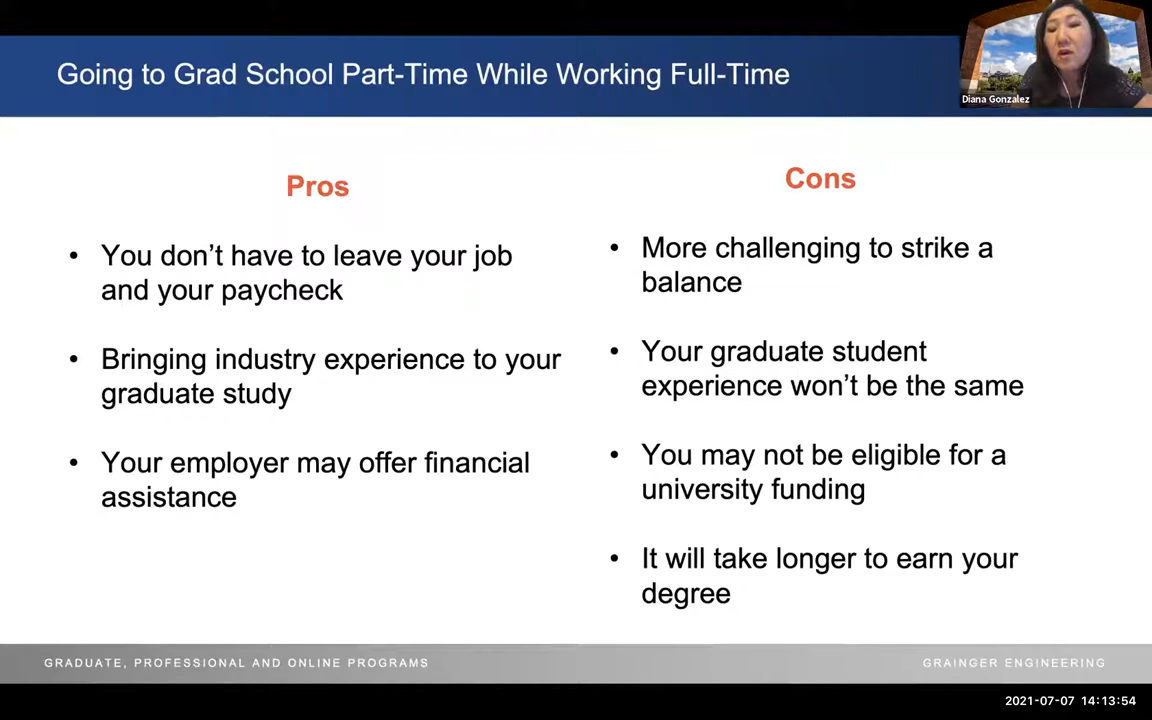 Going to Grad School Part-Time While Working Full-Time
Diana Gonzalez
Pros
• You don’t have to leave your job
and your paycheck
• Bringing industry experience to your
graduate study
• Your employer may offer financial
assistance
Cons
• More challenging to strike a
balance
• Your graduate student
experience won’t be the same
• You may not be eligible for a
university funding
• It will take longer to earn your
degree
GRADUATE, PROFESSIONAL AND ONLINE PROGRAMS
GRAINGER ENGINEERING
2021-07-07 14:13:54